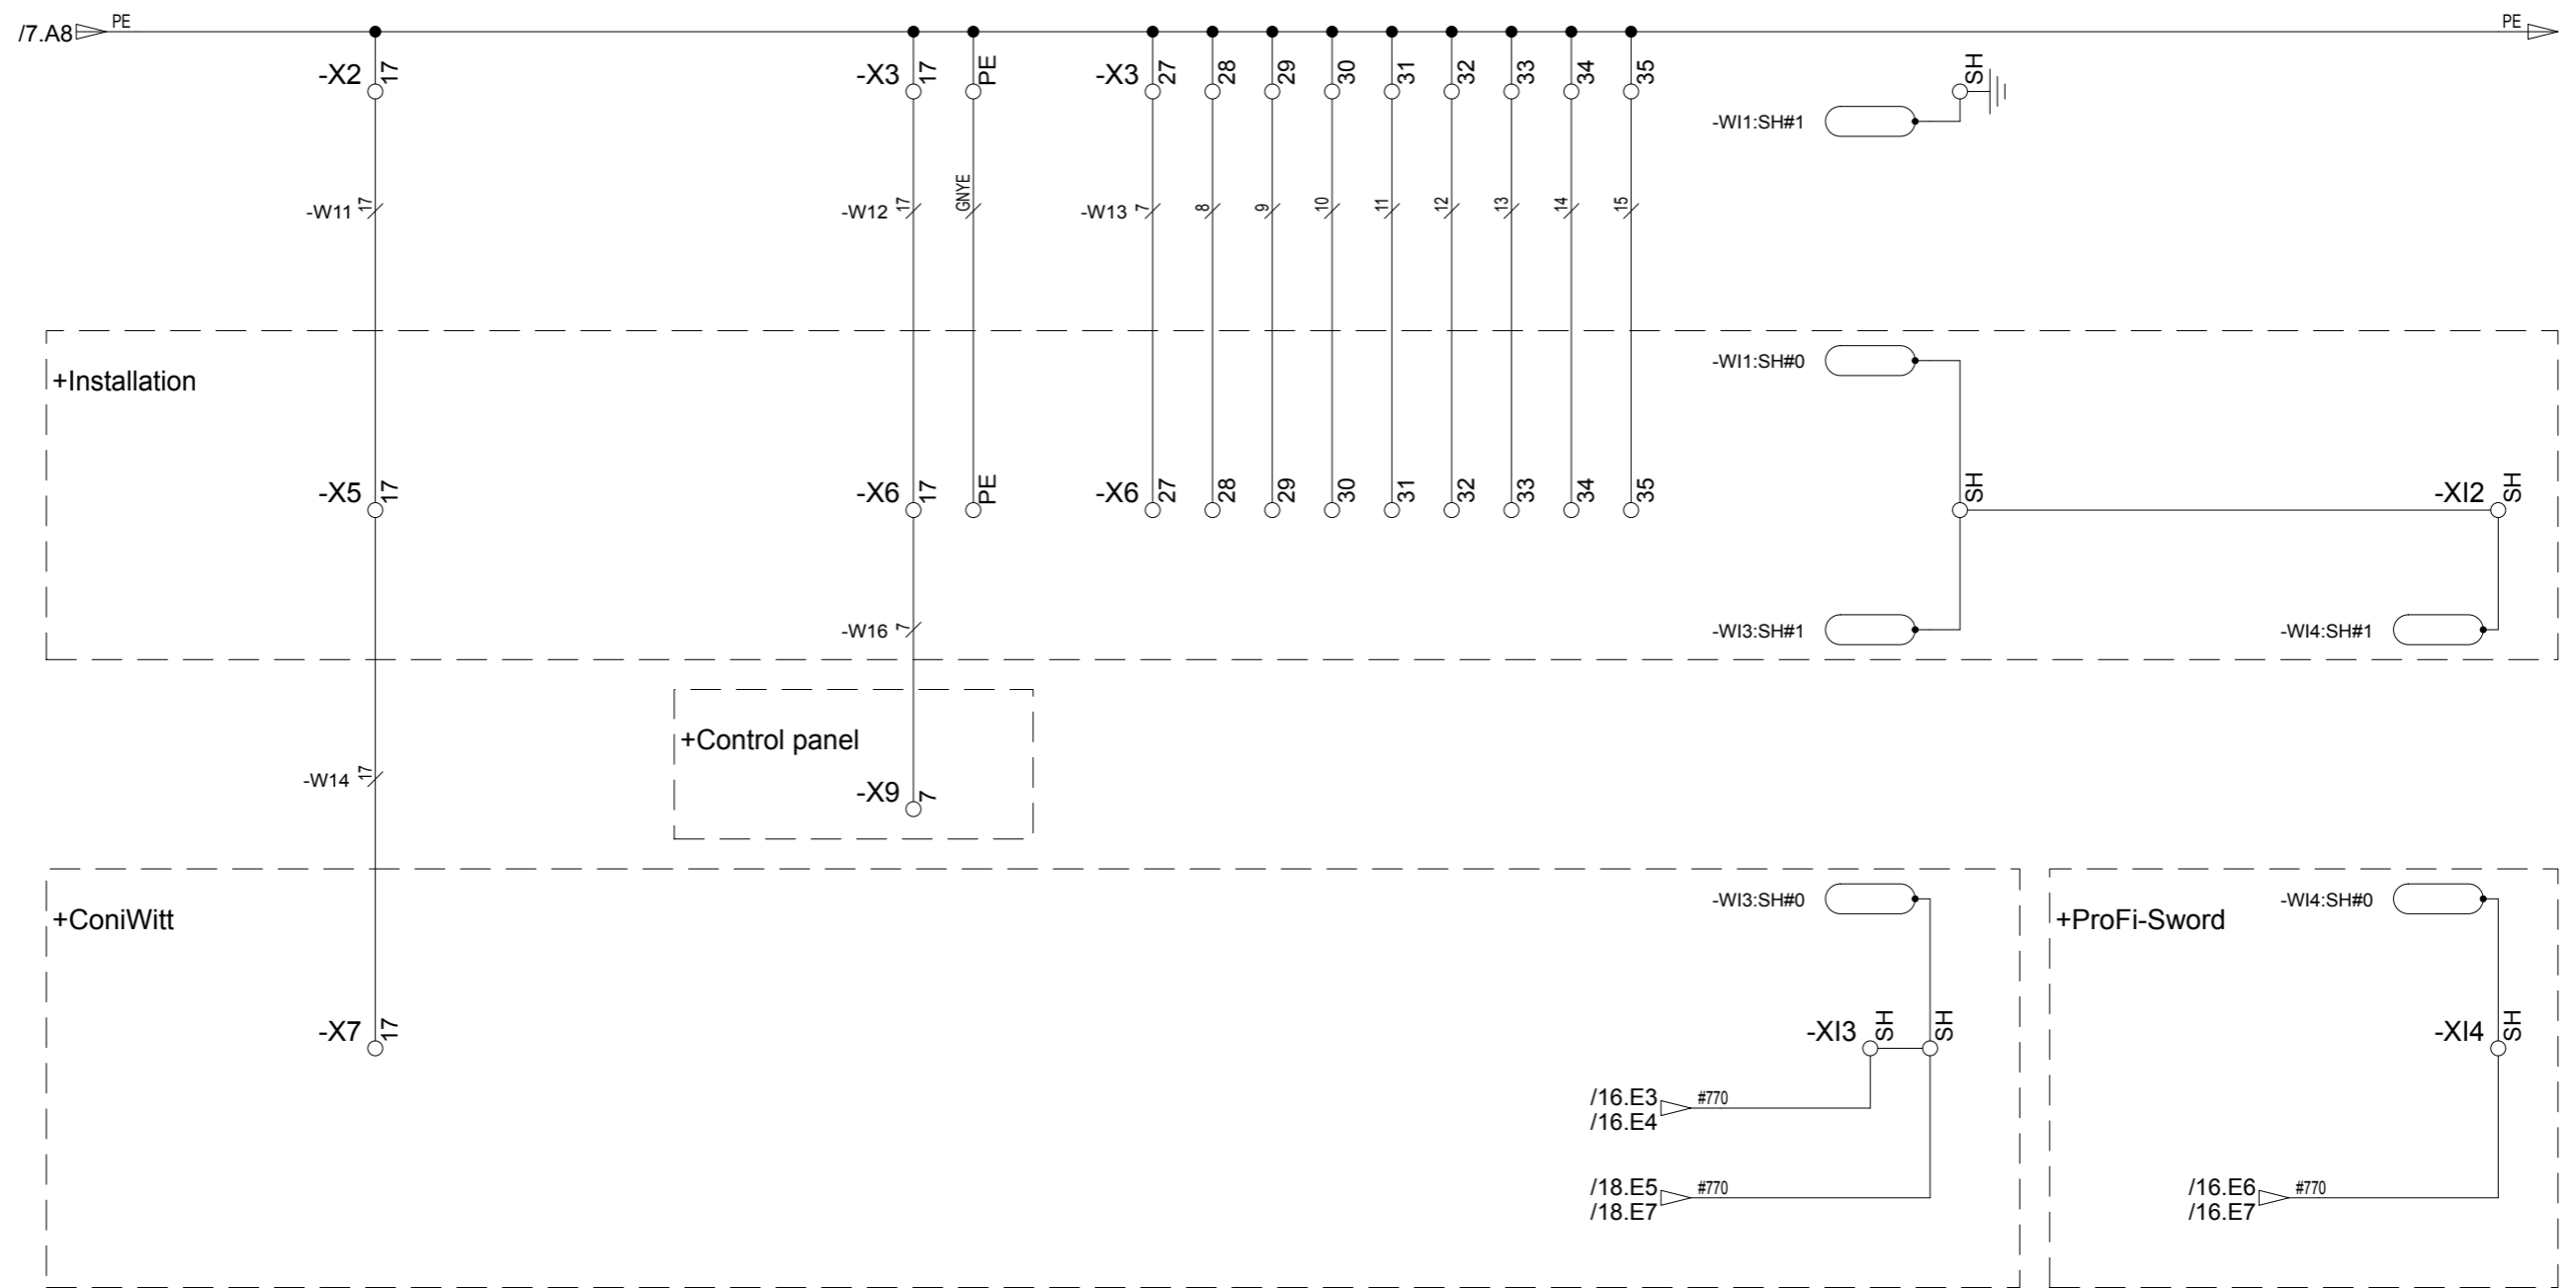 /7.A8 PE PE
-X2 17 -X3 17 PE -X3 27 28 29 30 31 32 33 34 35 SH
-WI1:SH#1
-W11 17 -W12 17 GNYE -W13 7 8 9 10 11 12 13 14 15
+Installation
-WI1:SH#0
-X5 17 -X6 17 PE -X6 27 28 29 30 31 32 33 34 35 SH -XI2 SH
-W16 7 -WI3:SH#1 -WI4:SH#1
+Control panel
-W14 17 -X9 7
+ConiWitt
-WI3:SH#0
+ProFi-Sword
-WI4:SH#0
-X7 17 -XI3 SH SH -XI4 SH
/16.E3 #770
/16.E4
/18.E5 #770
/18.E7
/16.E6 #770
/16.E7